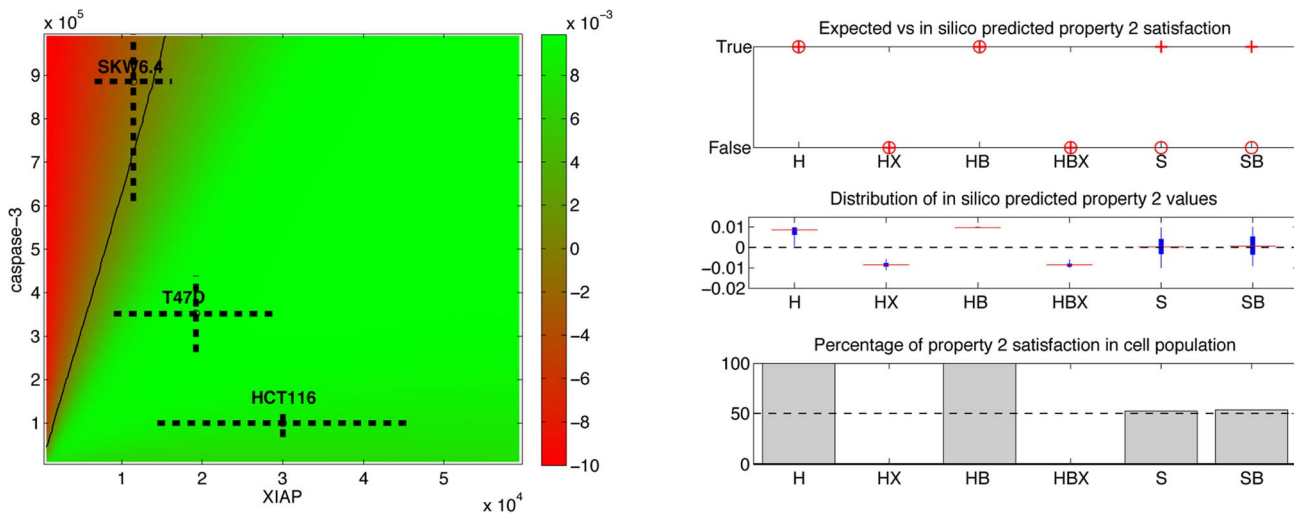 x 10⁵
x 10⁻³
9
8
7
6
5
4
3
2
1
caspase-3
SKW6.4
T47D
HCT116
1
2
3
4
5
XIAP
x 10⁴
8
6
4
2
0
−2
−4
−6
−8
−10
Expected vs in silico predicted property 2 satisfaction
True
False
H HX HB HBX S SB
Distribution of in silico predicted property 2 values
0.01
0
−0.01
−0.02
H HX HB HBX S SB
Percentage of property 2 satisfaction in cell population
100
50
0
H HX HB HBX S SB